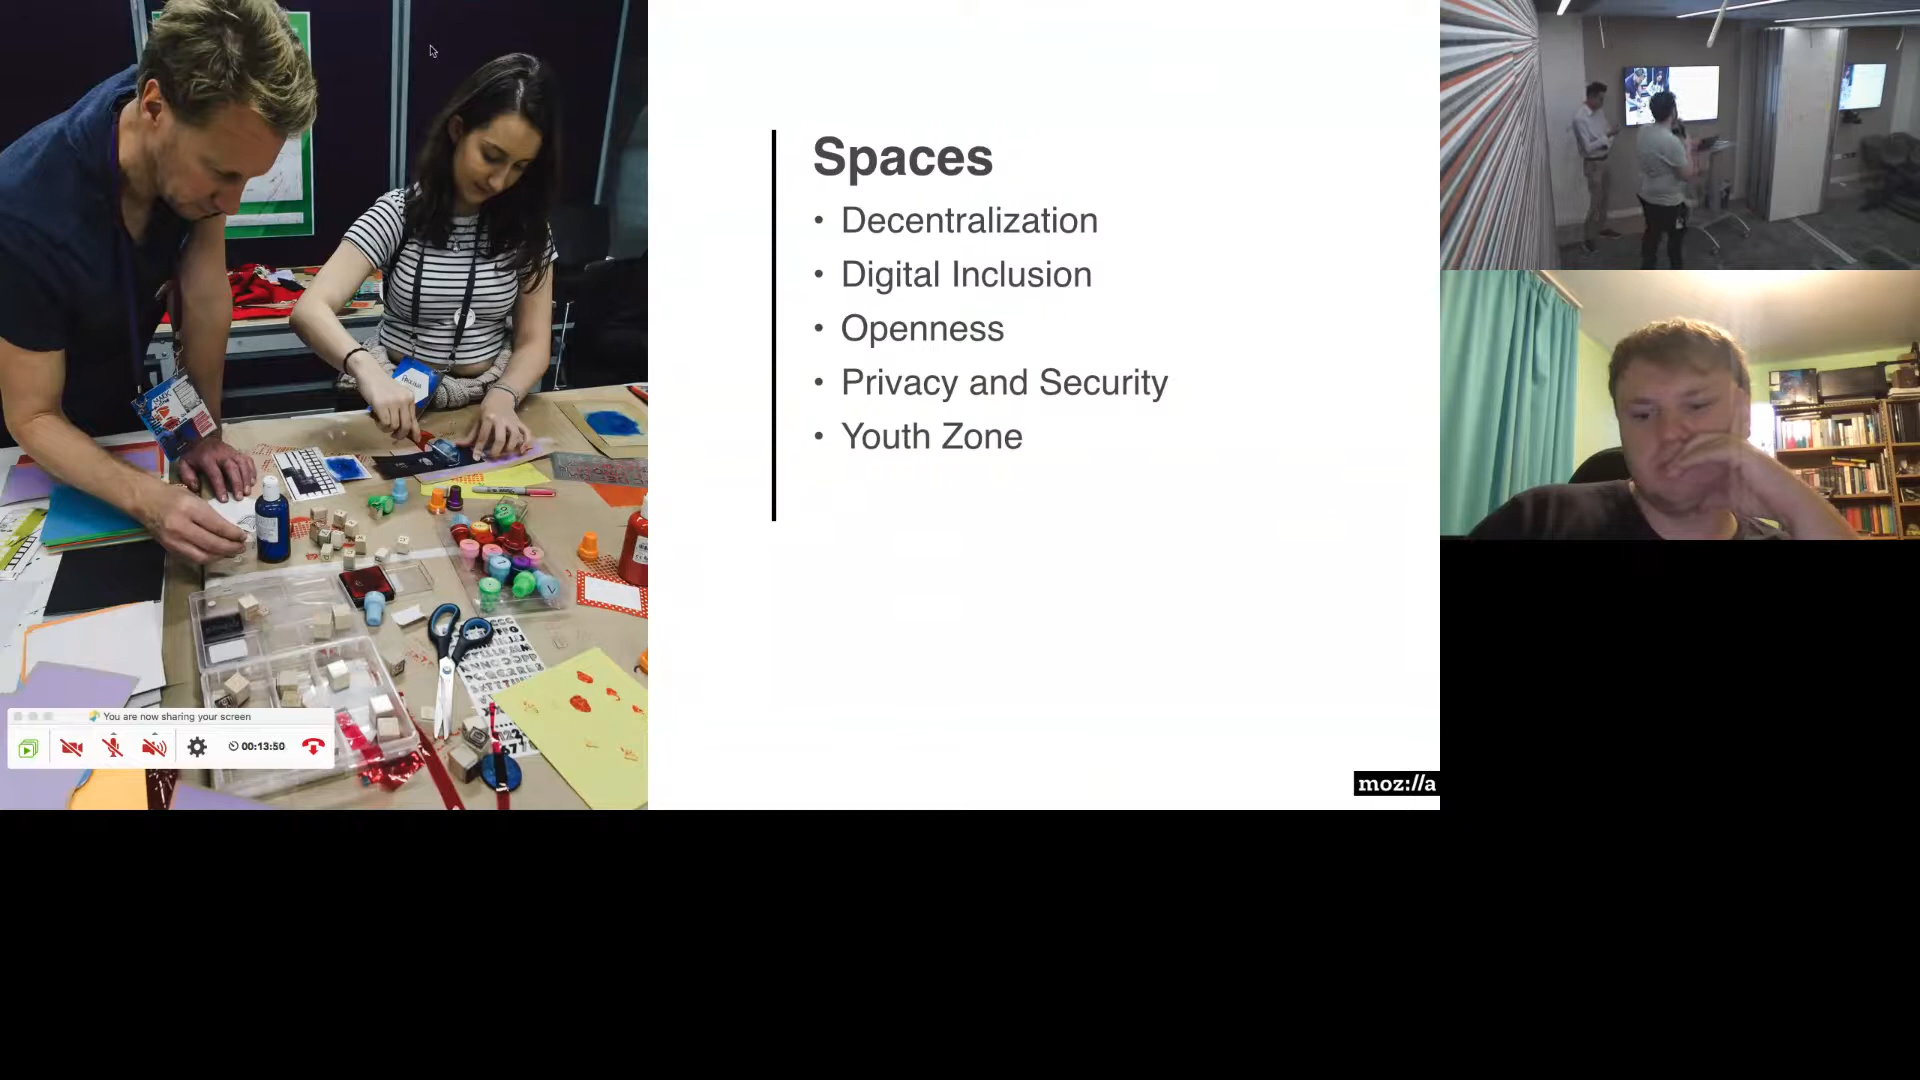 Spaces
• Decentralization
• Digital Inclusion
• Openness
• Privacy and Security
• Youth Zone
You are now sharing your screen
00:13:50
moz://a